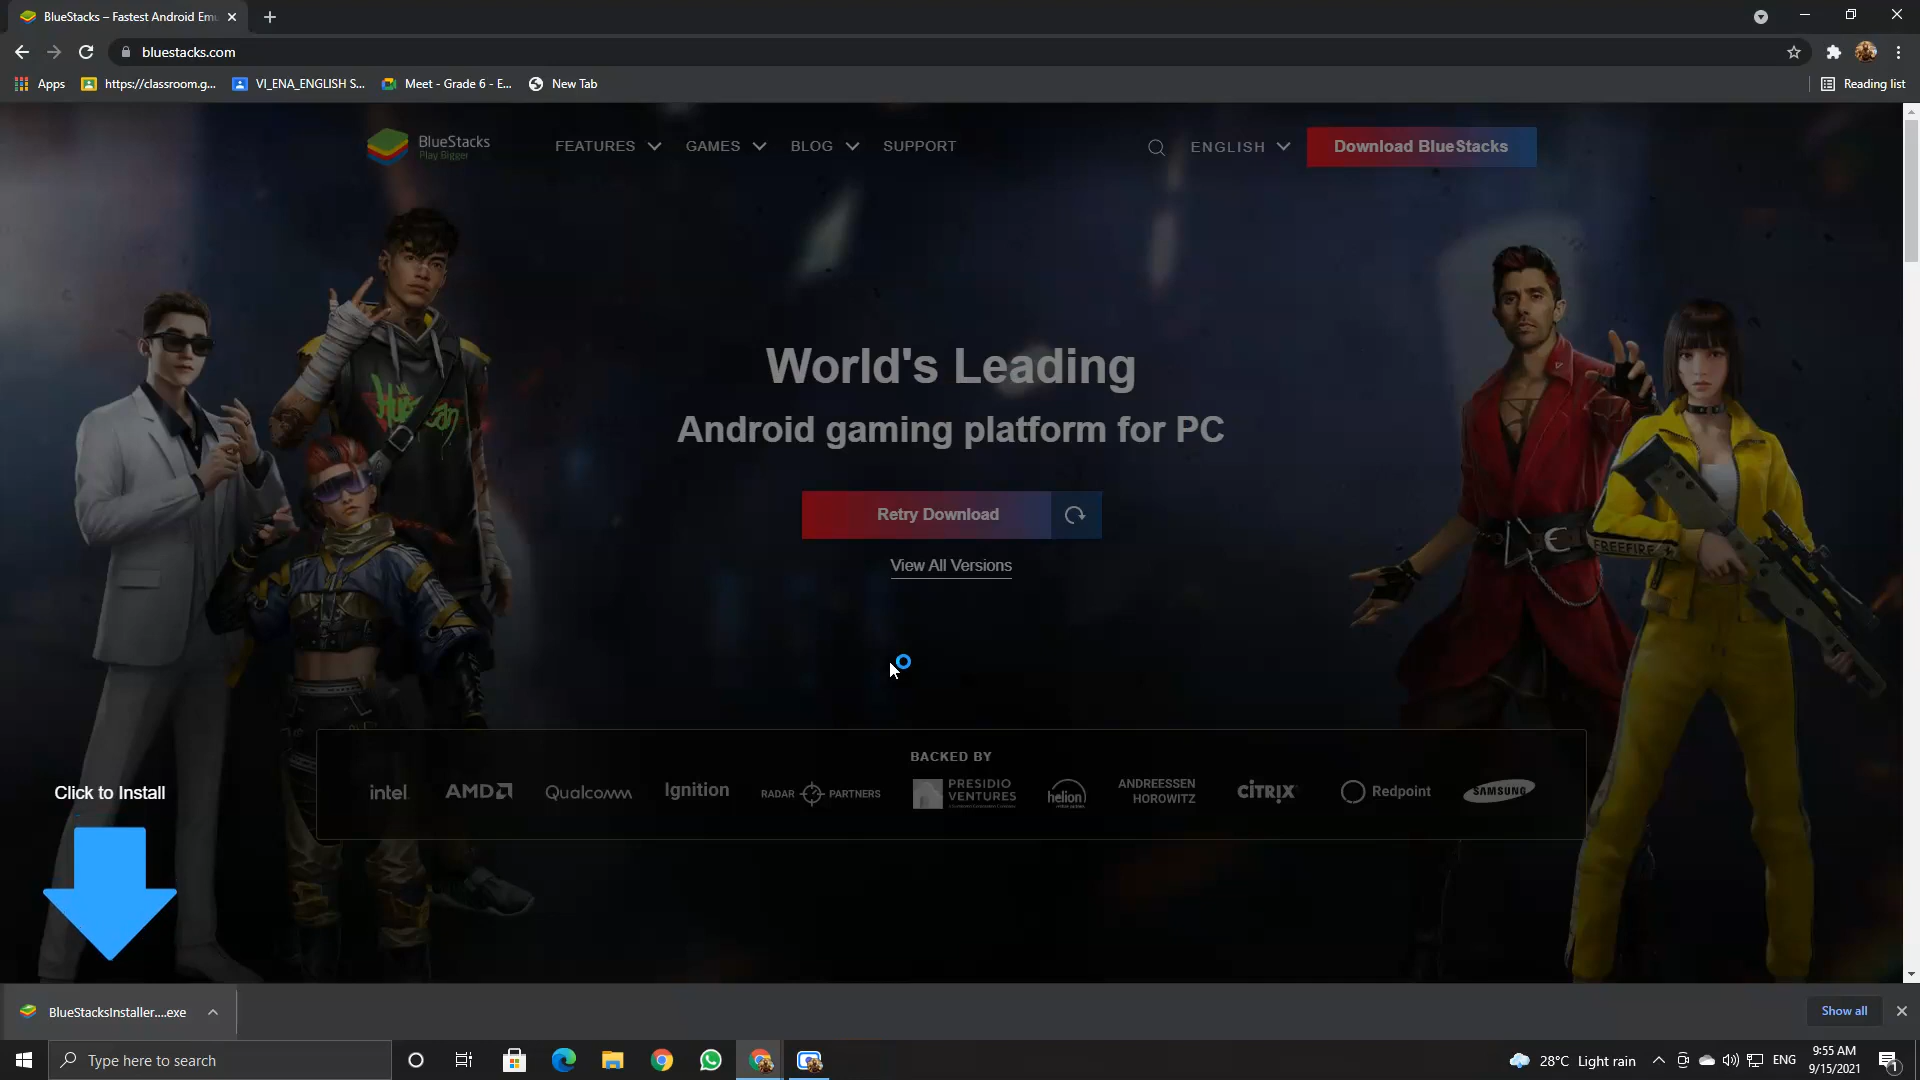 BlueStacks – Fastest Android Emu
bluestacks.com
Apps
https://classroom.g...
VI_ENA_ENGLISH S...
Meet - Grade 6 - E...
New Tab
Reading list
BlueStacks
Play Bigger
FEATURES
GAMES
BLOG
SUPPORT
ENGLISH
Download BlueStacks
World's Leading
Android gaming platform for PC
Retry Download
View All Versions
FREEFIRE
BACKED BY
intel
AMD
Qualcomm
Ignition
RADAR PARTNERS
PRESIDIO
VENTURES
helion
ANDREESSEN
HOROWITZ
CITRIX
Redpoint
SAMSUNG
Click to Install
BlueStacksInstaller....exe
Show all
Type here to search
28°C Light rain
ENG
9:55 AM
9/15/2021
1